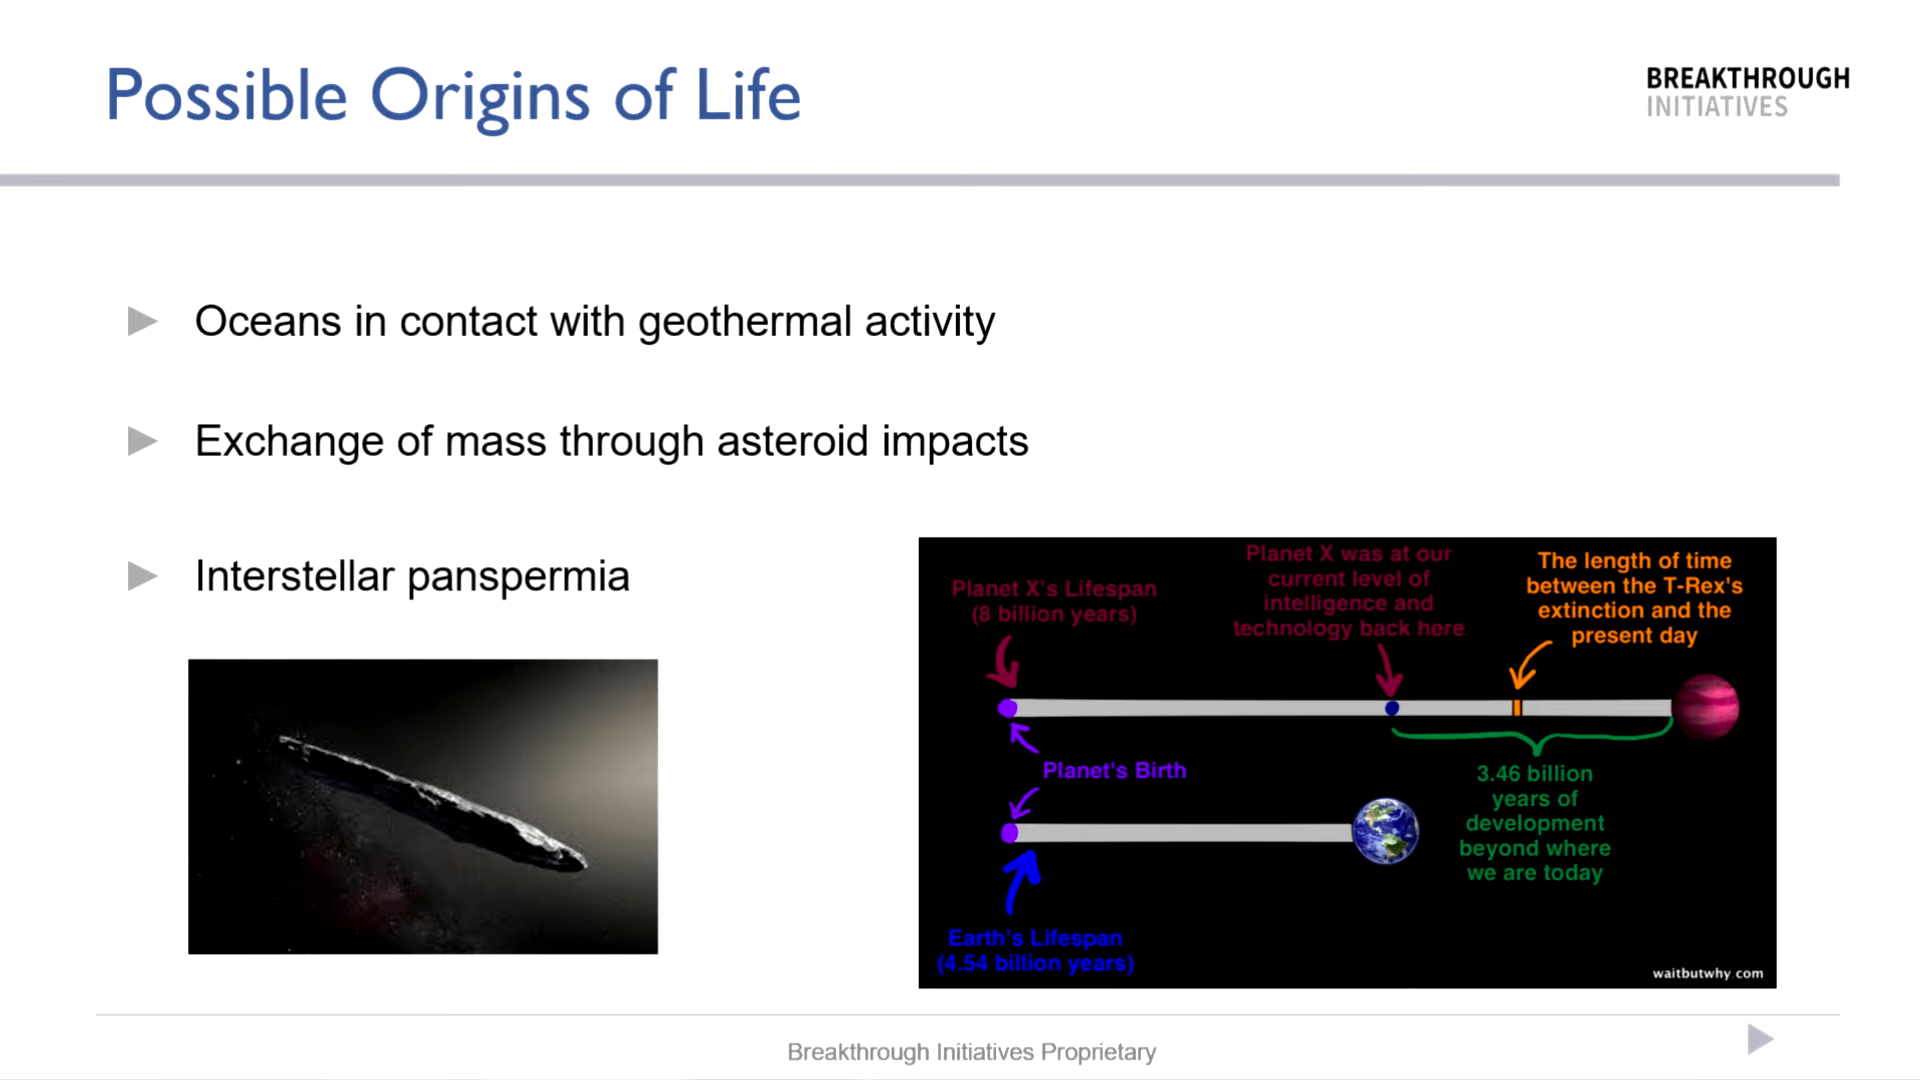 Possible Origins of Life
BREAKTHROUGH
INITIATIVES
Oceans in contact with geothermal activity
Exchange of mass through asteroid impacts
Interstellar panspermia
Planet X's Lifespan
(8 billion years)
Planet X was at our
current level of
intelligence and
technology back here
The length of time
between the T-Rex's
extinction and the
present day
Planet's Birth
3.46 billion
years of
development
beyond where
we are today
Earth's Lifespan
(4.54 billion years)
waitbutwhy.com
Breakthrough Initiatives Proprietary